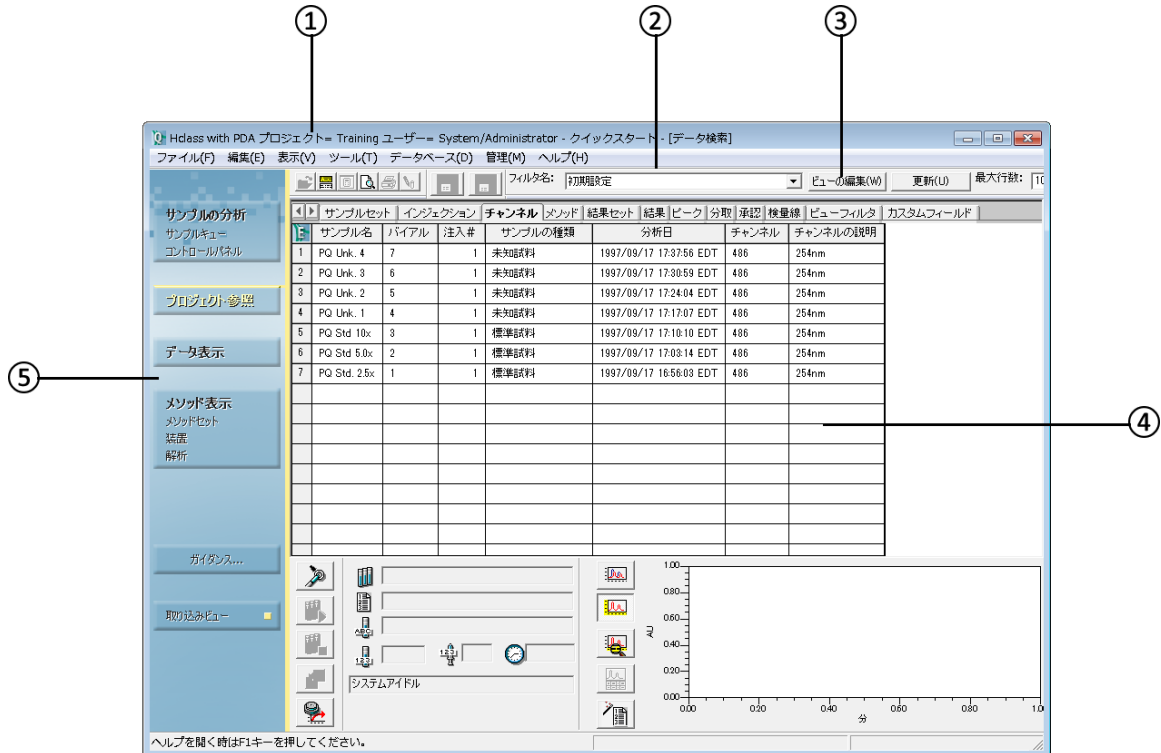 ① ② ③
Hclass with PDA プロジェクト= Training ユーザー= System/Administrator - クイックスタート - [データ検索]
ファイル(F) 編集(E) 表示(V) ツール(T) データベース(D) 管理(M) ヘルプ(H)
フィルタ名: 初期設定 ビューの編集(W) 更新(U) 最大行数: 10
サンプルの分析
サンプルキュー
コントロールパネル
プロジェクト参照
データ表示
メソッド表示
メソッドセット
装置
解析
ガイダンス...
取り込みビュー
サンプルセット インジェクション チャンネル メソッド 結果セット 結果 ピーク 分取 承認 検量線 ビューフィルタ カスタムフィールド
サンプル名 バイアル 注入# サンプルの種類 分析日 チャンネル チャンネルの説明
1 PQ Unk. 4 7 1 未知試料 1997/09/17 17:37:56 EDT 486 254nm
2 PQ Unk. 3 6 1 未知試料 1997/09/17 17:30:59 EDT 486 254nm
3 PQ Unk. 2 5 1 未知試料 1997/09/17 17:24:04 EDT 486 254nm
4 PQ Unk. 1 4 1 未知試料 1997/09/17 17:17:07 EDT 486 254nm
5 PQ Std 10x 3 1 標準試料 1997/09/17 17:10:10 EDT 486 254nm
6 PQ Std 5.0x 2 1 標準試料 1997/09/17 17:03:14 EDT 486 254nm
7 PQ Std. 2.5x 1 1 標準試料 1997/09/17 16:56:03 EDT 486 254nm
⑤
④
ABC
123 123
システムアイドル
AU
1.00
0.80
0.60
0.40
0.20
0.00
0.00 0.20 0.40 0.60 0.80 1.0
分
ヘルプを開く時はF1キーを押してください。